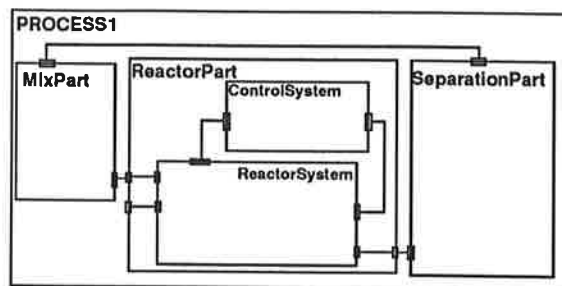 PROCESS1
MixPart
ReactorPart
ControlSystem
SeparationPart
ReactorSystem